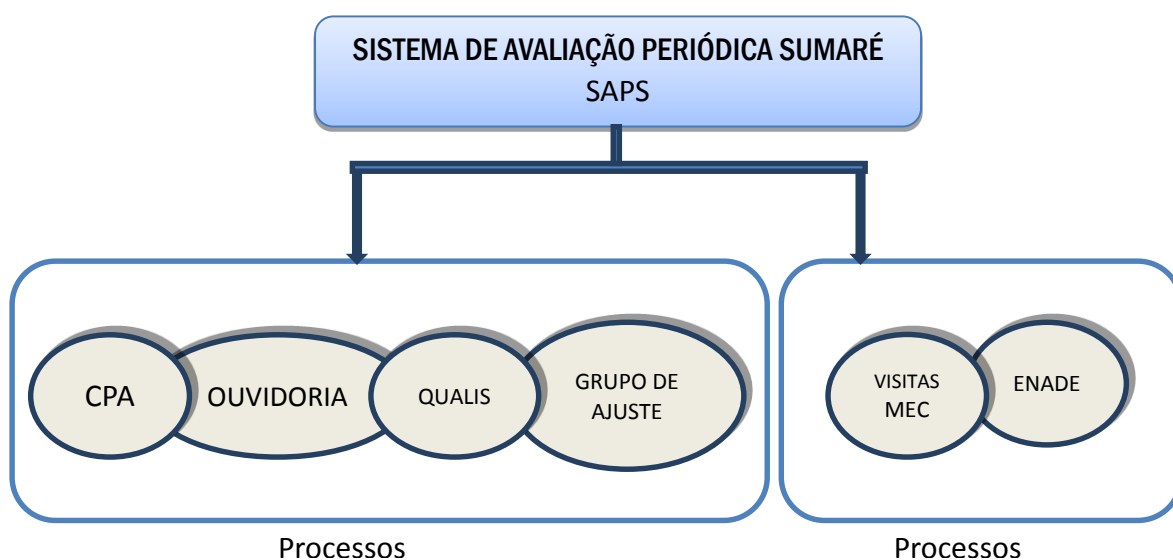 SISTEMA DE AVALIAÇÃO PERIÓDICA SUMARÉ
SAPS
CPA
OUVIDORIA
QUALIS
GRUPO DE
AJUSTE
VISITAS
MEC
ENADE
Processos
Processos